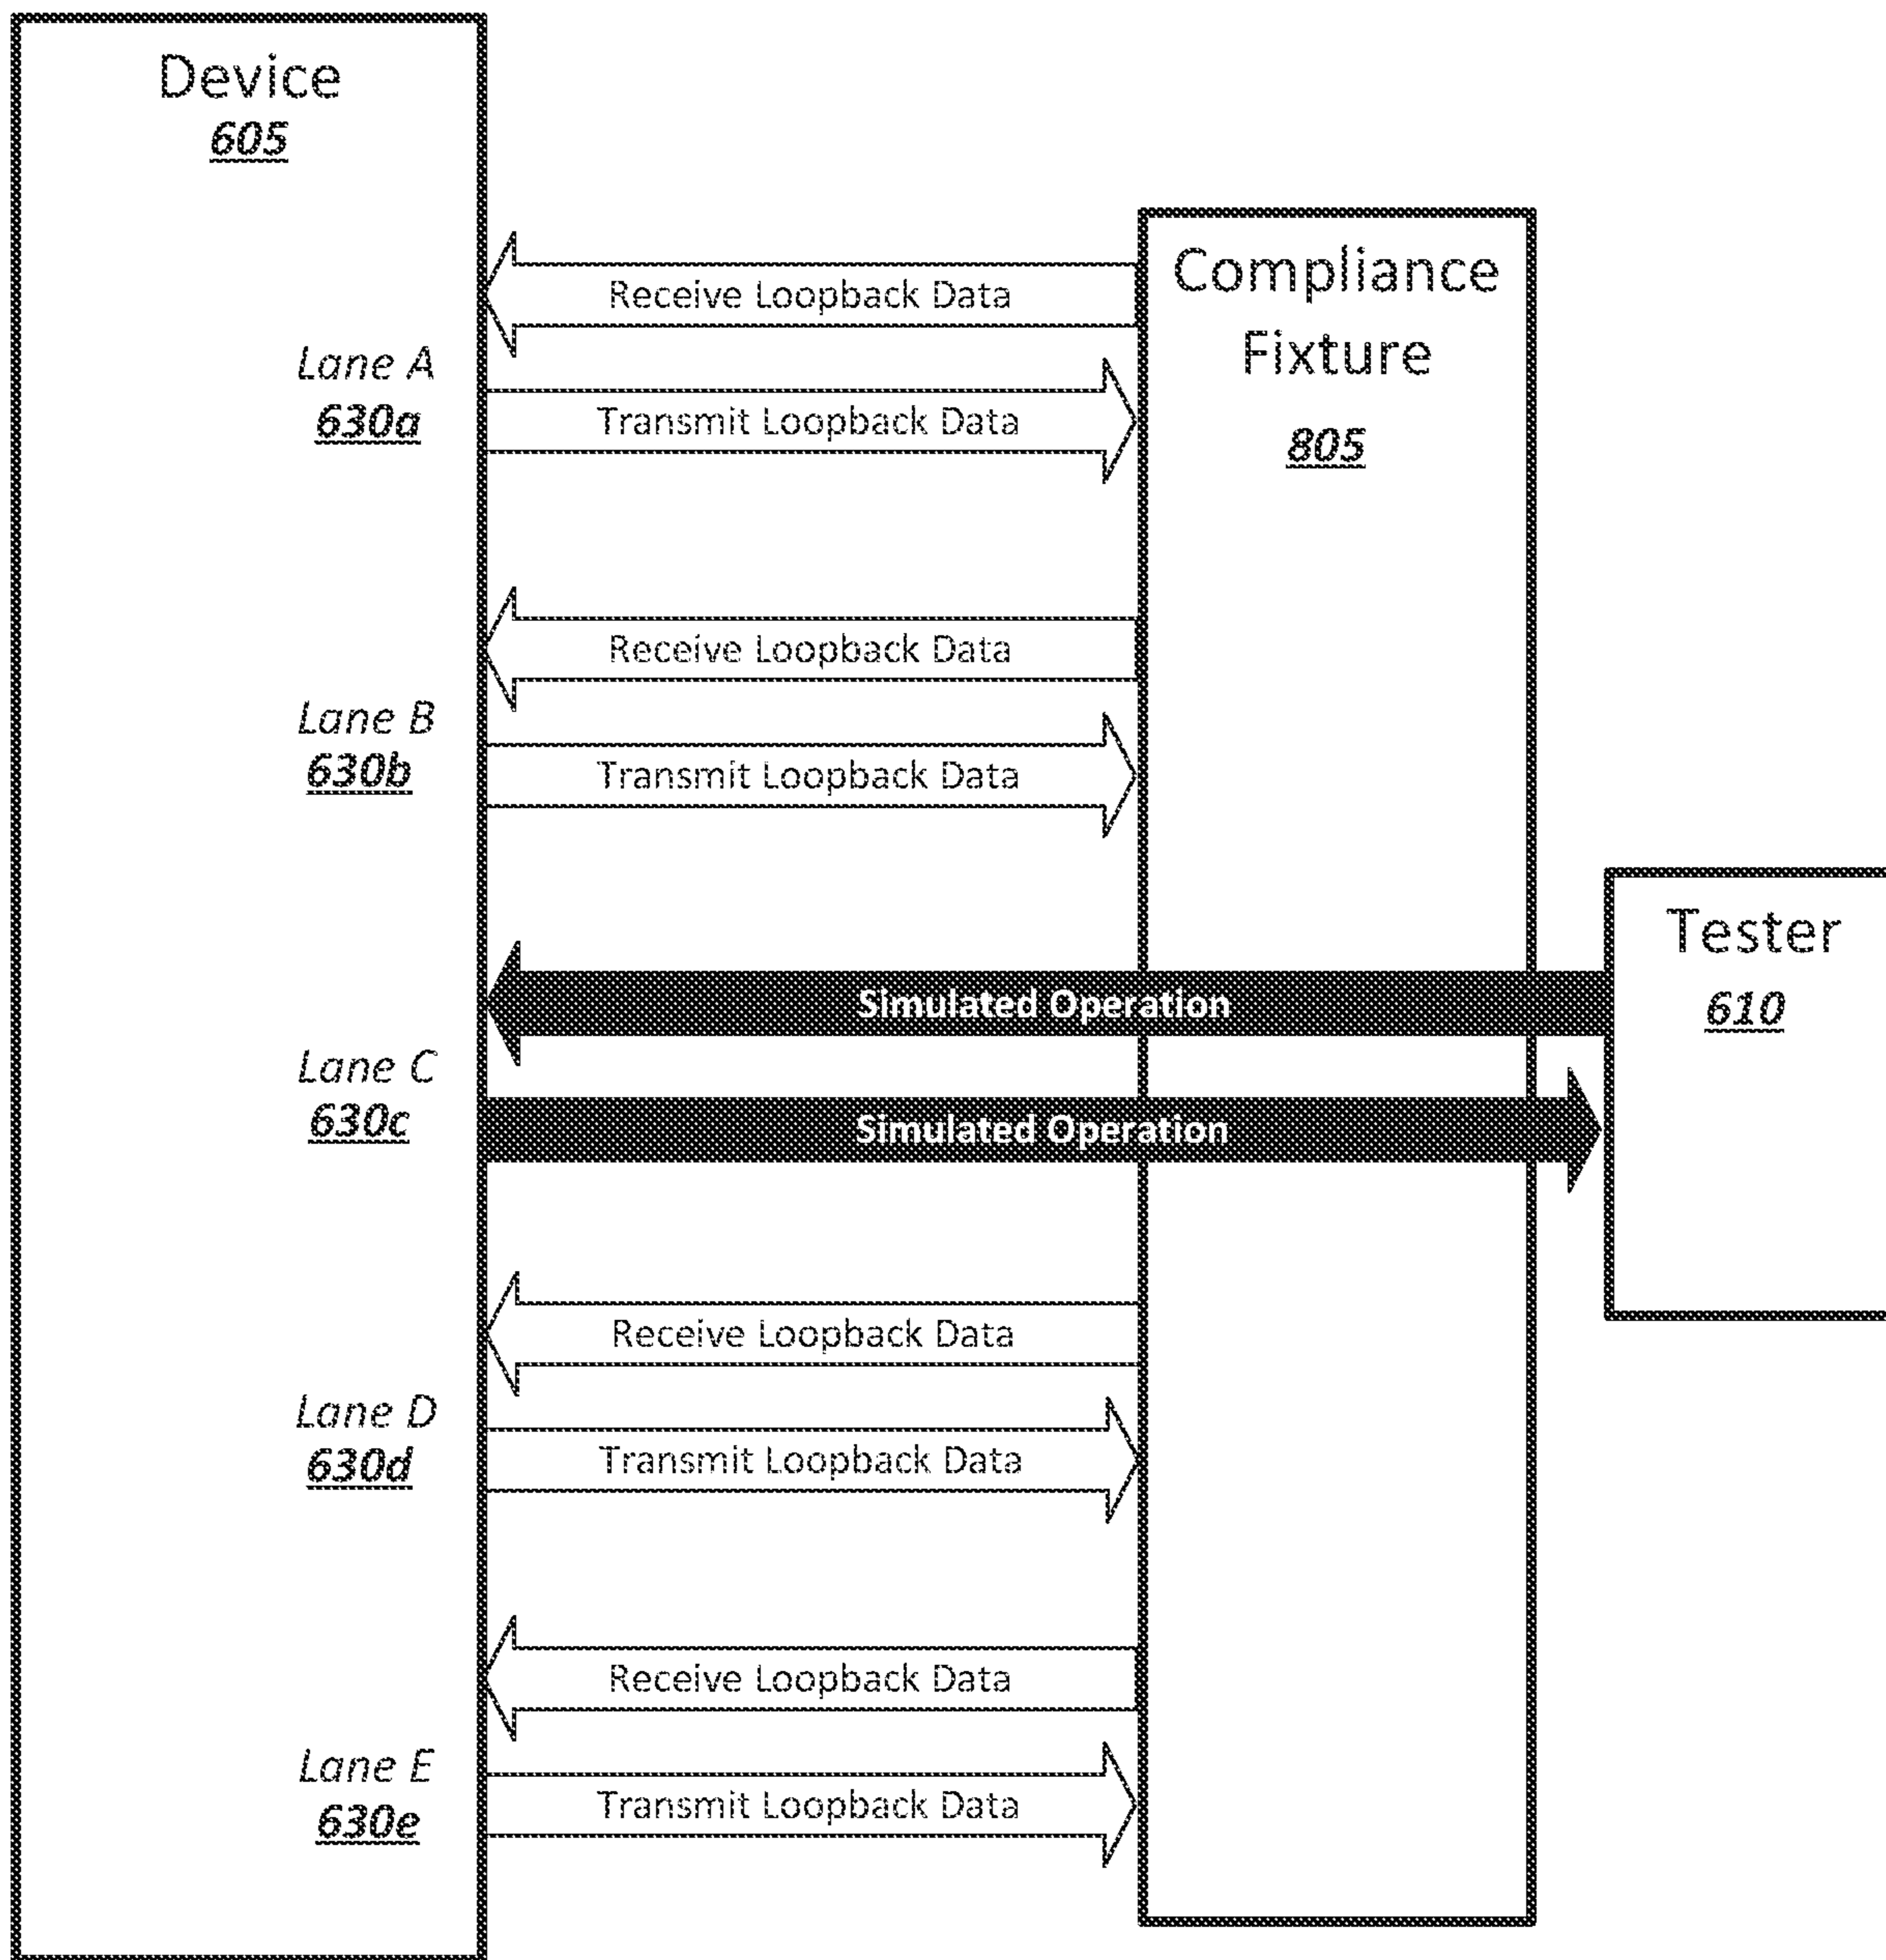 Device
605
Compliance
Fixture
805
Receive Loopback Data
Lane A
630a
Transmit Loopback Data
Receive Loopback Data
Lane B
630b
Transmit Loopback Data
Tester
610
Simulated Operation
Lane C
630c
Simulated Operation
Receive Loopback Data
Lane D
630d
Transmit Loopback Data
Receive Loopback Data
Lane E
630e
Transmit Loopback Data